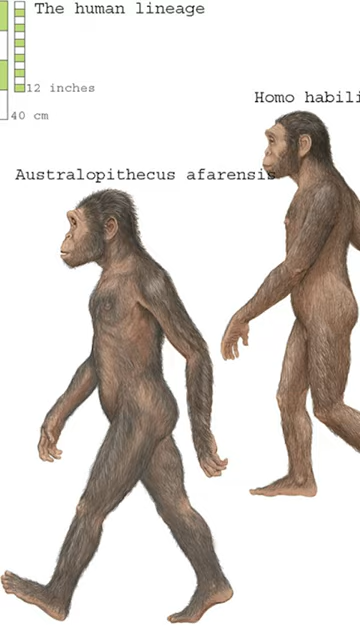 The human lineage
12 inches
40 cm
Homo habili
Australopithecus afarensis